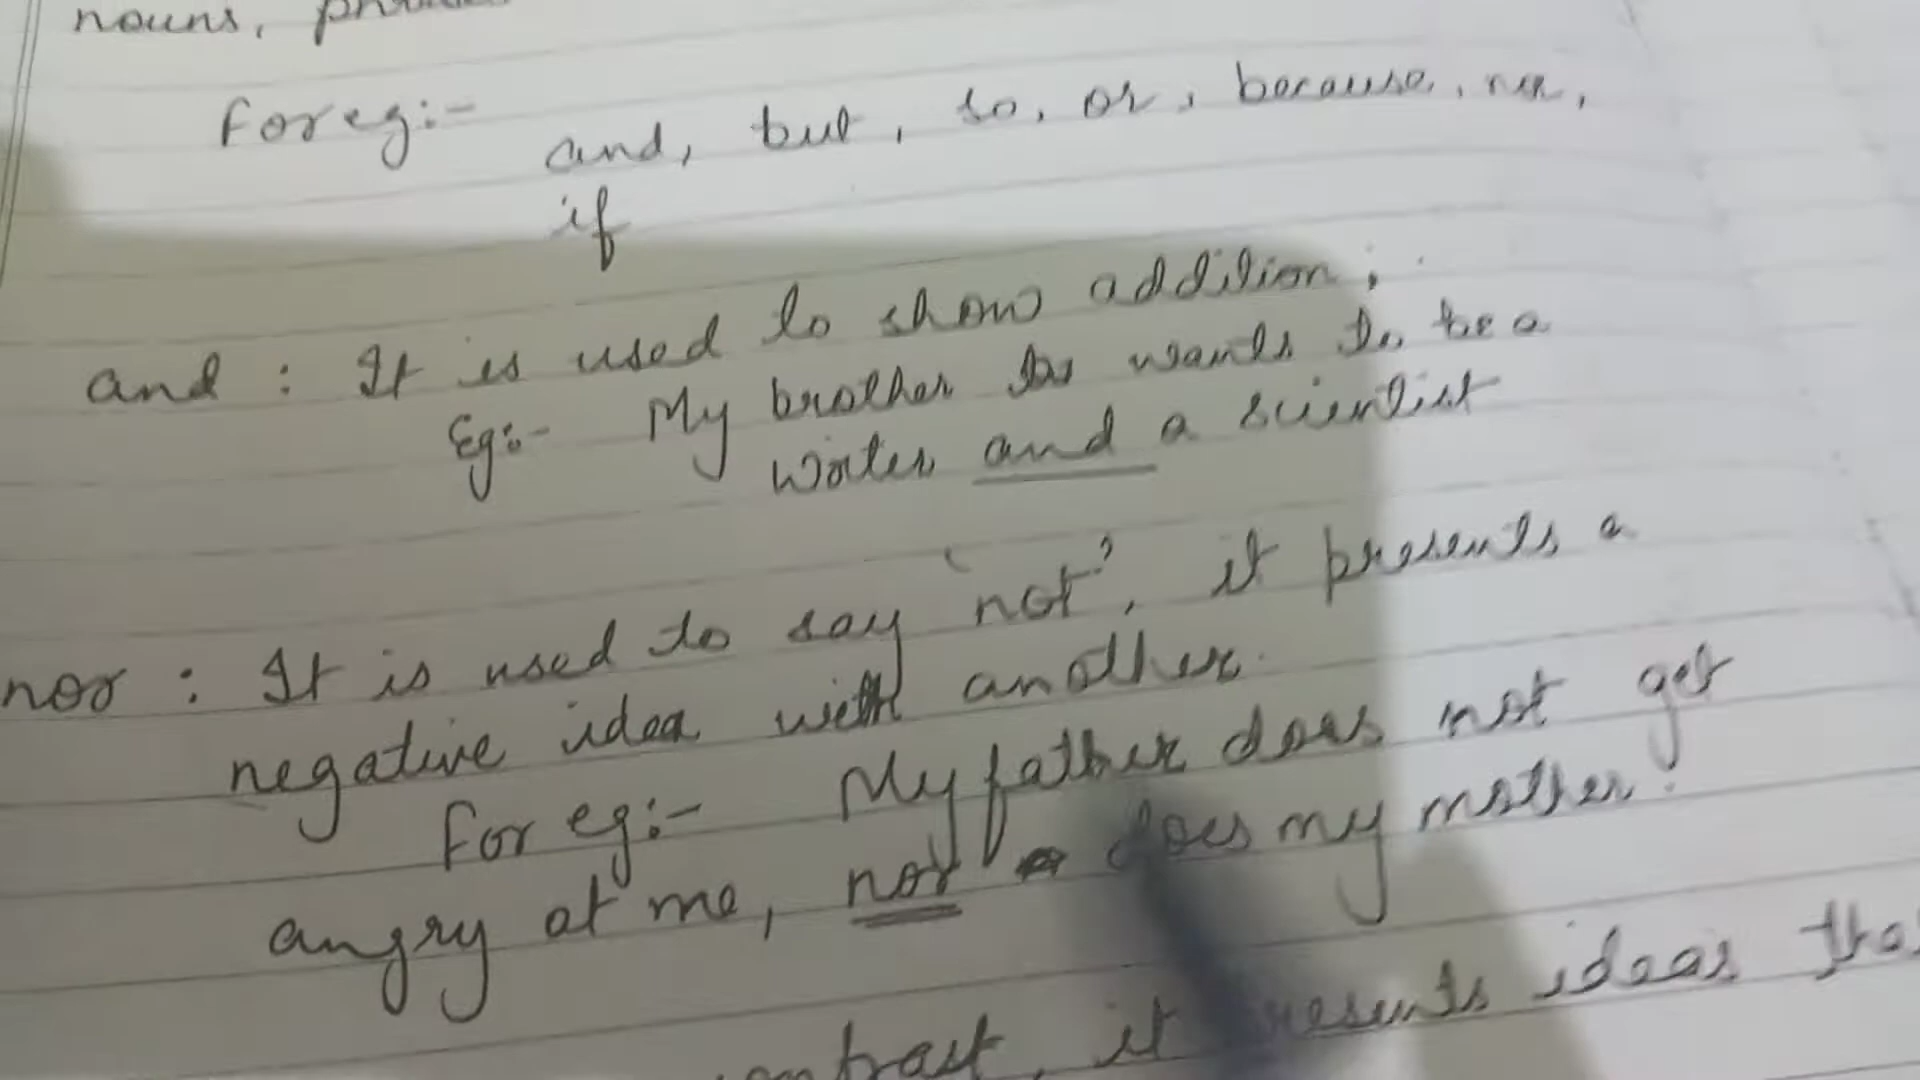 nouns,
For eg:-
and, but, so, or, because, nor,
if
and : It is used to show addition;
Eg:- My brother wants to be a
writer and a scientist
nor : It is used to say 'not', it presents a
negative idea with another.
For eg:- My father does not get
angry at me, nor does my mother.
contrast, it presents ideas